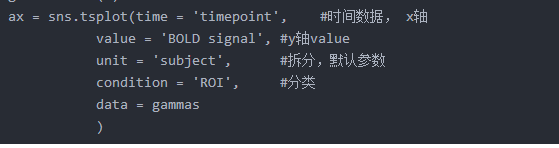 ax = sns.tsplot(time = 'timepoint',    #时间数据, x轴
value = 'BOLD signal', #y轴value
unit = 'subject',      #拆分，默认参数
condition = 'ROI',     #分类
data = gammas
)